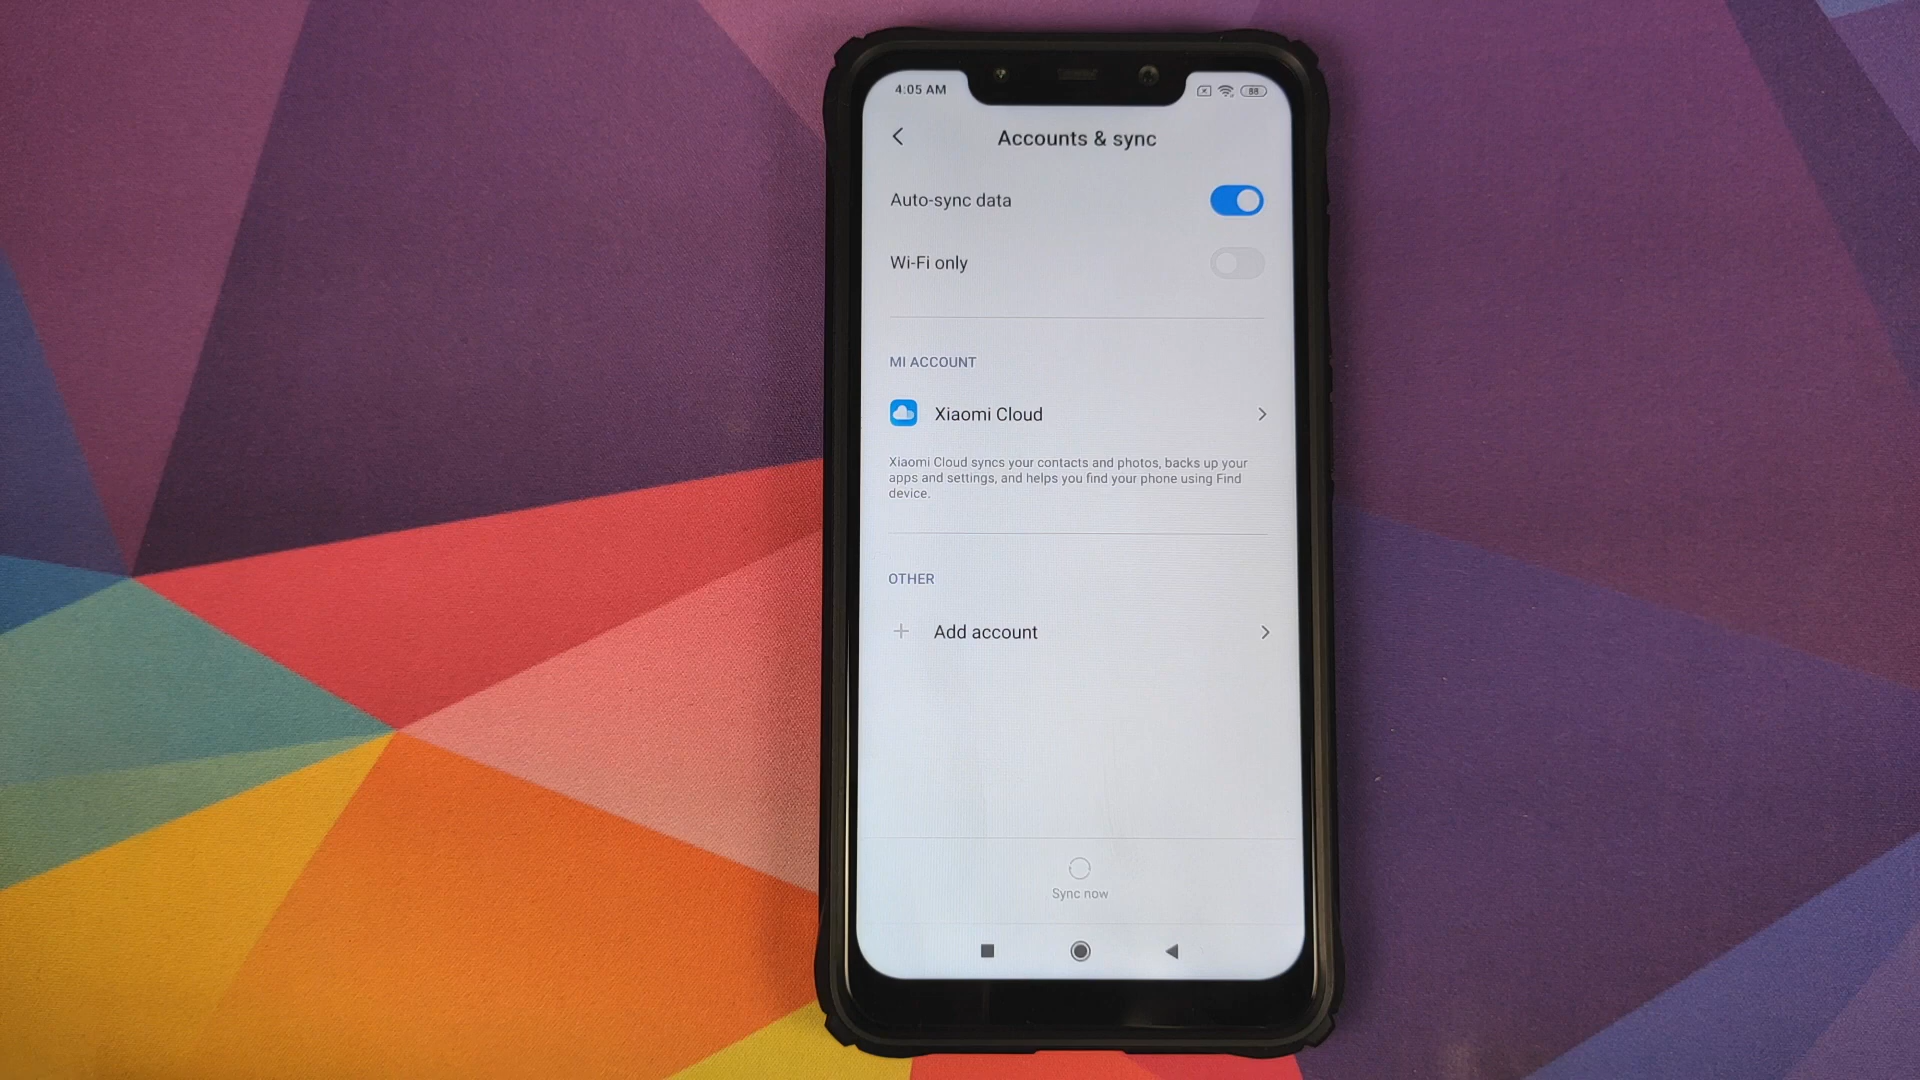 4:05 AM
88
Accounts & sync
Auto-sync data
Wi-Fi only
MI ACCOUNT
Xiaomi Cloud
Xiaomi Cloud syncs your contacts and photos, backs up your
apps and settings, and helps you find your phone using Find
device.
OTHER
Add account
Sync now